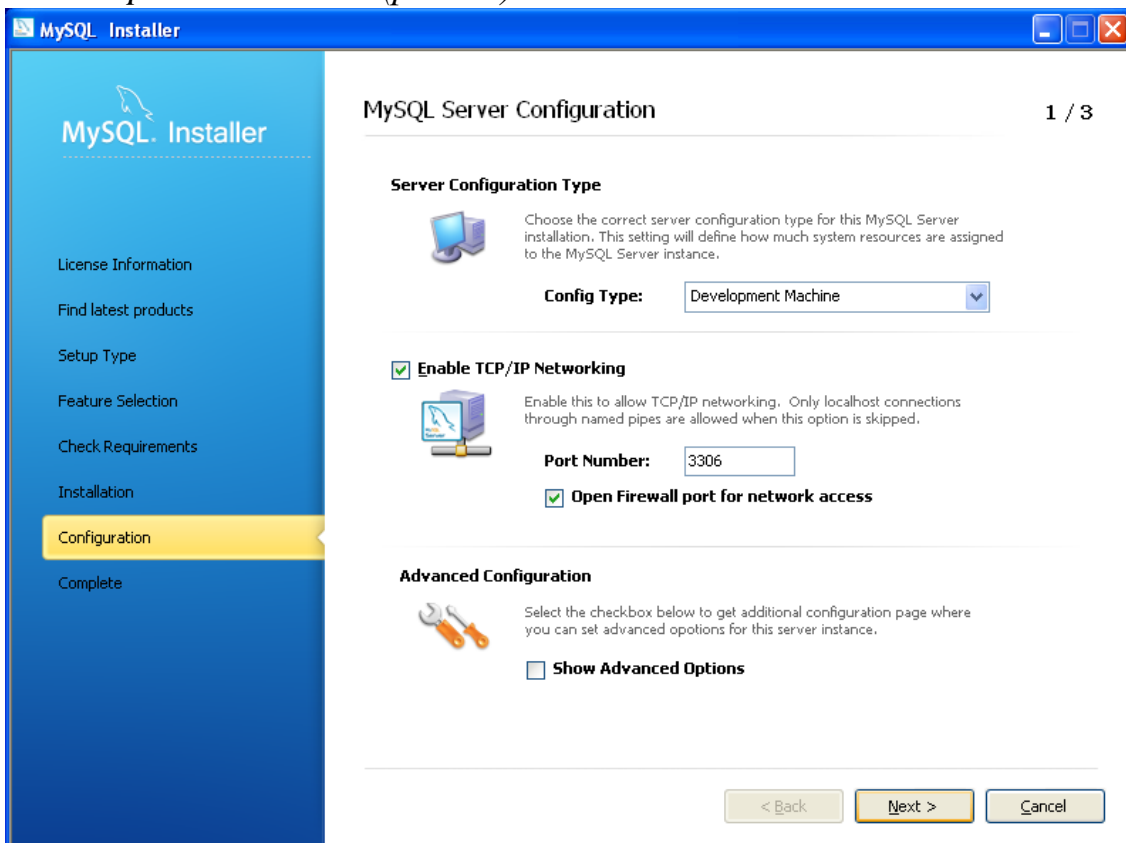 MySQL Installer
MySQL. Installer
License Information
Find latest products
Setup Type
Feature Selection
Check Requirements
Installation
Configuration
Complete
MySQL Server Configuration
1 / 3
Server Configuration Type
Choose the correct server configuration type for this MySQL Server
installation. This setting will define how much system resources are assigned
to the MySQL Server instance.
Config Type: Development Machine
Enable TCP/IP Networking
Enable this to allow TCP/IP networking. Only localhost connections
through named pipes are allowed when this option is skipped.
Port Number: 3306
Open Firewall port for network access
Advanced Configuration
Select the checkbox below to get additional configuration page where
you can set advanced opotions for this server instance.
Show Advanced Options
< Back
Next >
Cancel